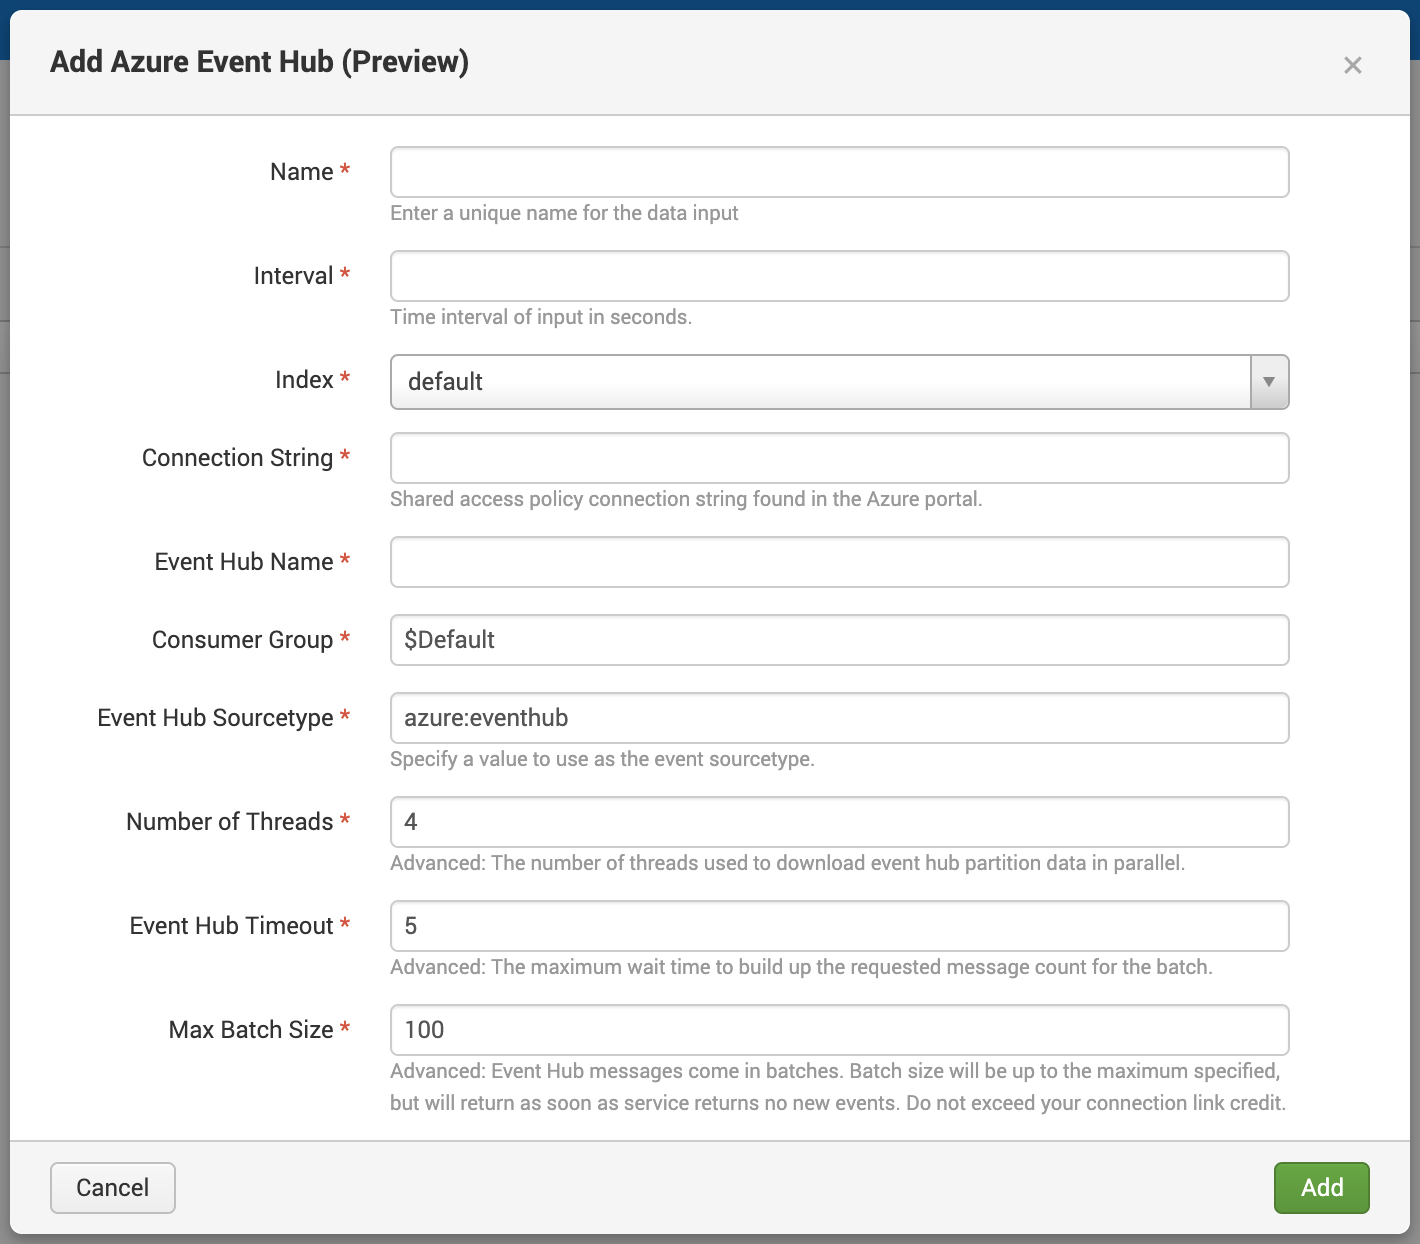 Add Azure Event Hub (Preview)
×
Name *
Enter a unique name for the data input
Interval *
Time interval of input in seconds.
Index *
default
Connection String *
Shared access policy connection string found in the Azure portal.
Event Hub Name *
Consumer Group *
$Default
Event Hub Sourcetype *
azure:eventhub
Specify a value to use as the event sourcetype.
Number of Threads *
4
Advanced: The number of threads used to download event hub partition data in parallel.
Event Hub Timeout *
5
Advanced: The maximum wait time to build up the requested message count for the batch.
Max Batch Size *
100
Advanced: Event Hub messages come in batches. Batch size will be up to the maximum specified,
but will return as soon as service returns no new events. Do not exceed your connection link credit.
Cancel
Add